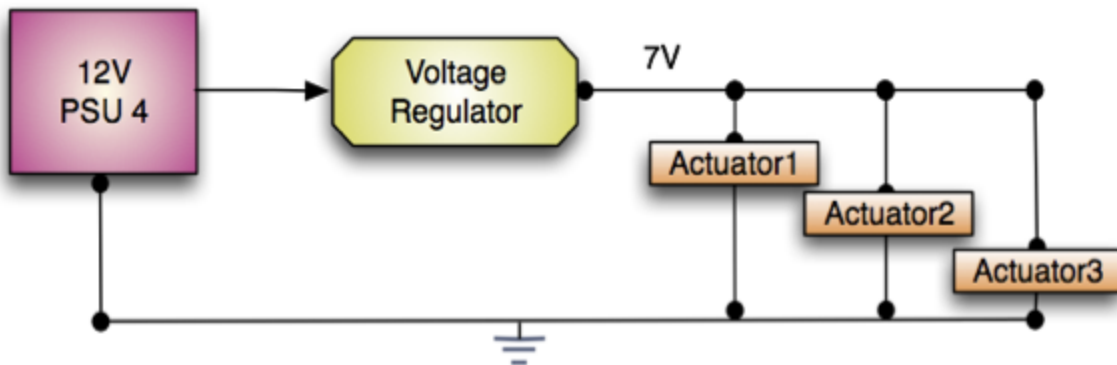 12V
PSU 4
Voltage
Regulator
7V
Actuator1
Actuator2
Actuator3